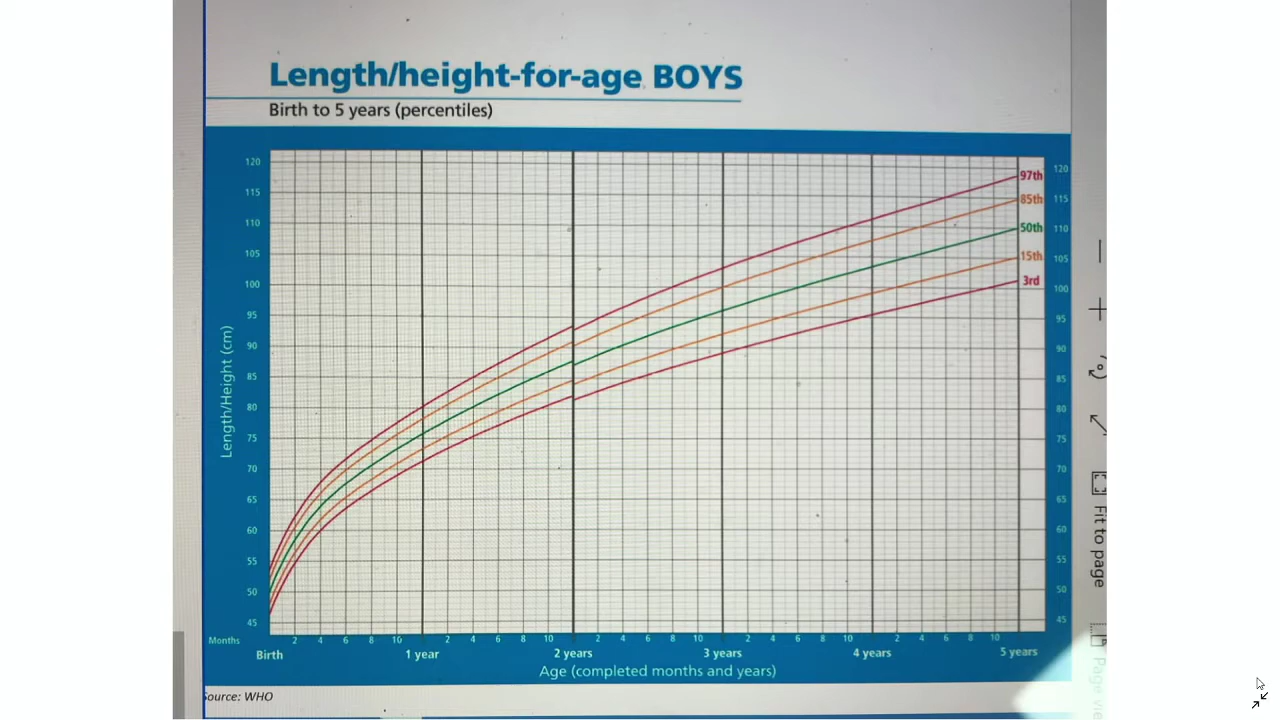 Length/height-for-age BOYS
Birth to 5 years (percentiles)
Length/Height (cm)
120 120
115 115
110 110
105 105
100 100
95 95
90 90
85 85
80 80
75 75
70 70
65 65
60 60
55 55
50 50
45 45
97th
85th
50th
15th
3rd
Months 2 4 6 8 10 2 4 6 8 10 2 4 6 8 10 2 4 6 8 10 2 4 6 8 10
Birth 1 year 2 years 3 years 4 years 5 years
Age (completed months and years)
Source: WHO
Fit to page
Page vie